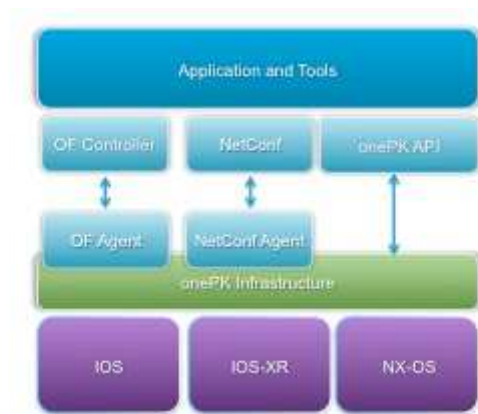 Application and Tools
OF Controller
NetConf
onePK API
OF Agent
NetConf Agent
onePK Infrastructure
IOS
IOS-XR
NX-OS